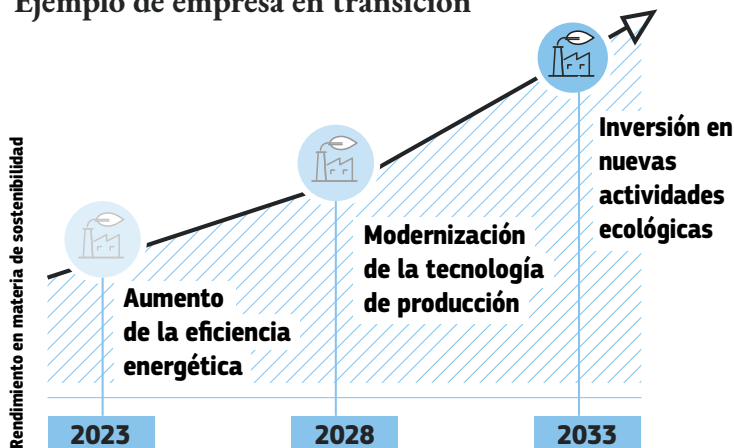 Ejemplo de empresa en transición
Rendimiento en materia de sostenibilidad
Aumento
de la eficiencia
energética
Modernización
de la tecnología
de producción
Inversión en
nuevas
actividades
ecológicas
2023
2028
2033